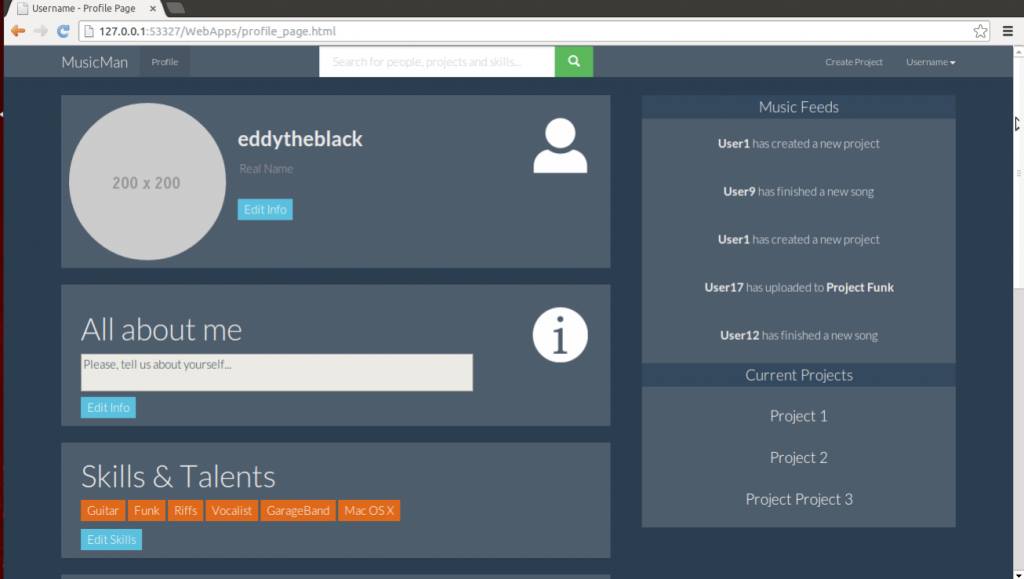 Username - Profile Page
127.0.0.1:53327/WebApps/profile_page.html
MusicMan Profile Search for people, projects and skills... Create Project Username
200 x 200
eddytheblack
Real Name
Edit Info
All about me
Please, tell us about yourself...
Edit Info
i
Skills & Talents
Guitar Funk Riffs Vocalist GarageBand Mac OS X
Edit Skills
Music Feeds
User1 has created a new project
User9 has finished a new song
User1 has created a new project
User17 has uploaded to Project Funk
User12 has finished a new song
Current Projects
Project 1
Project 2
Project Project 3